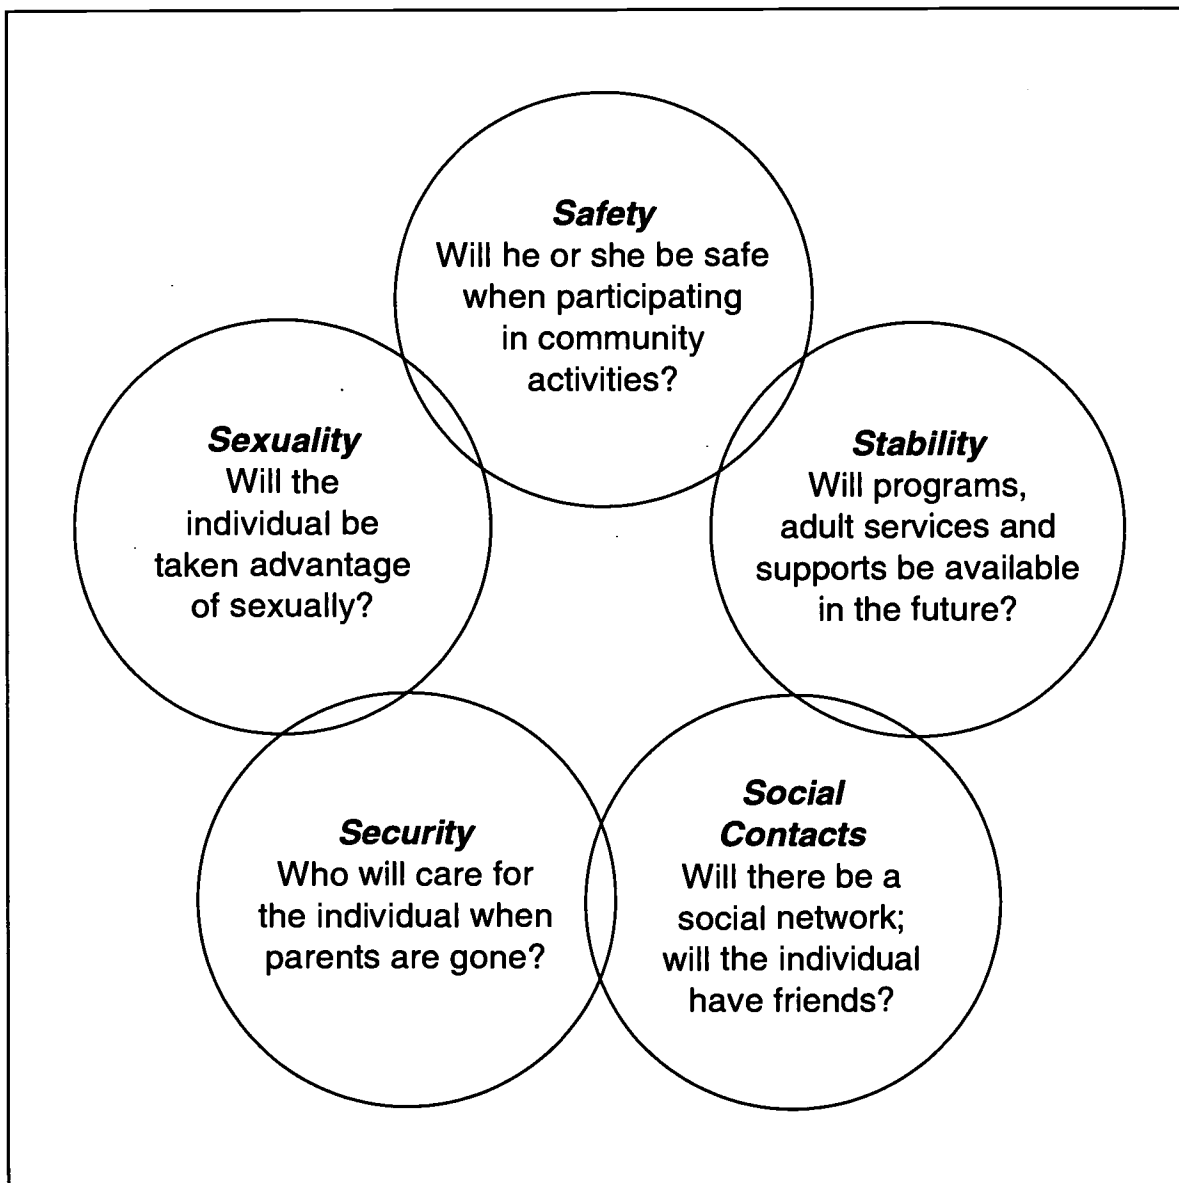 Safety
Will he or she be safe
when participating
in community
activities?
Sexuality
Will the
individual be
taken advantage
of sexually?
Stability
Will programs,
adult services and
supports be available
in the future?
Security
Who will care for
the individual when
parents are gone?
Social
Contacts
Will there be a
social network;
will the individual
have friends?